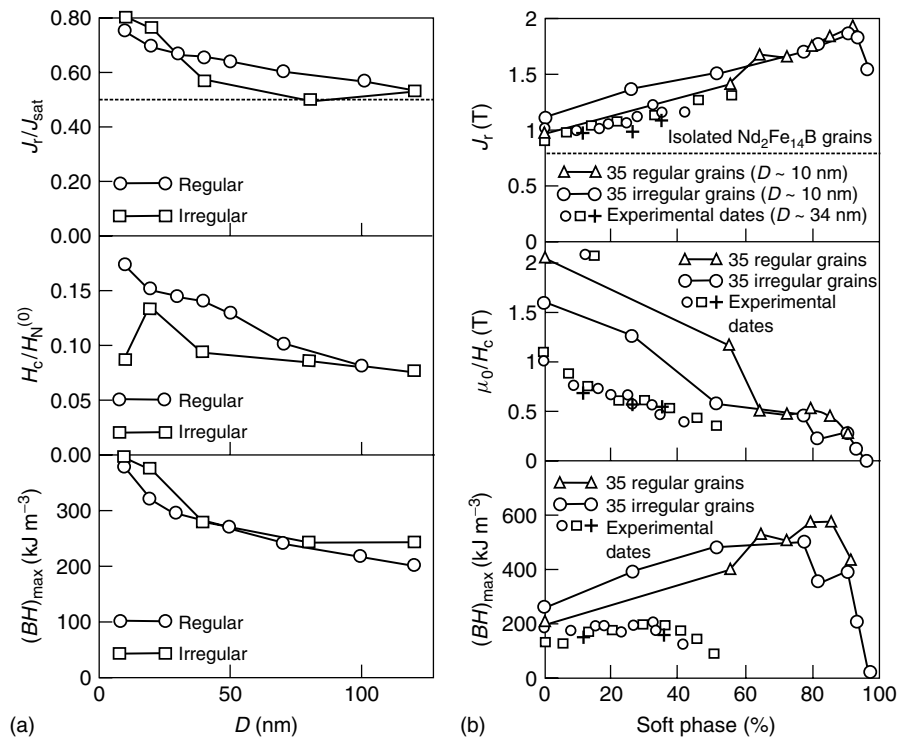 0.80
0.60
0.40
0.20
0.00
J_r/J_sat
Regular
Irregular
0.15
0.10
0.05
0.00
H_c/H_N^(0)
Regular
Irregular
300
200
100
0
(BH)_max (kJ m^−3)
Regular
Irregular
0
50
100
D (nm)
(a)
2
1.5
1
0.5
0
J_r (T)
Isolated Nd_2Fe_14B grains
35 regular grains (D ~ 10 nm)
35 irregular grains (D ~ 10 nm)
Experimental dates (D ~ 34 nm)
2
1.5
1
0.5
0
μ_0/H_c (T)
35 regular grains
35 irregular grains
Experimental
dates
600
400
200
0
(BH)_max (kJ m^−3)
35 regular grains
35 irregular grains
Experimental
dates
0
20
40
60
80
100
Soft phase (%)
(b)